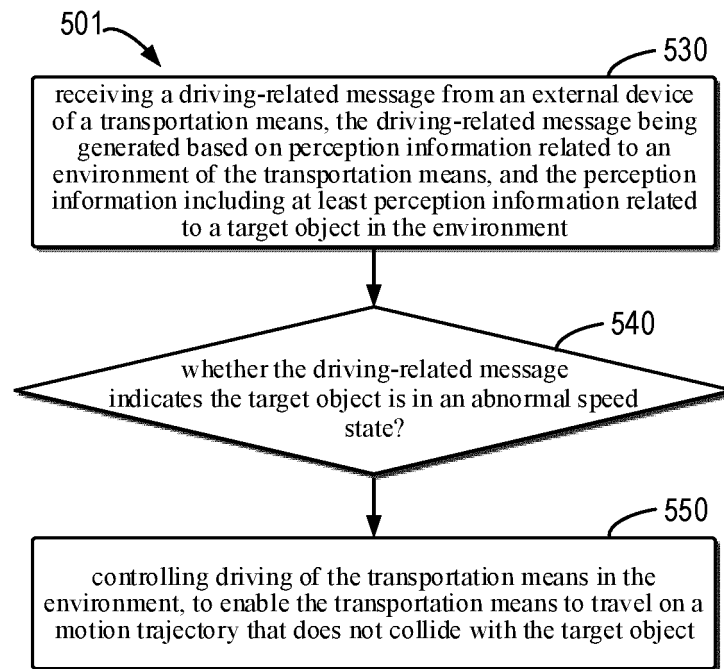 501
530
receiving a driving-related message from an external device
of a transportation means, the driving-related message being
generated based on perception information related to an
environment of the transportation means, and the perception
information including at least perception information related
to a target object in the environment
540
whether the driving-related message
indicates the target object is in an abnormal speed
state?
550
controlling driving of the transportation means in the
environment, to enable the transportation means to travel on a
motion trajectory that does not collide with the target object